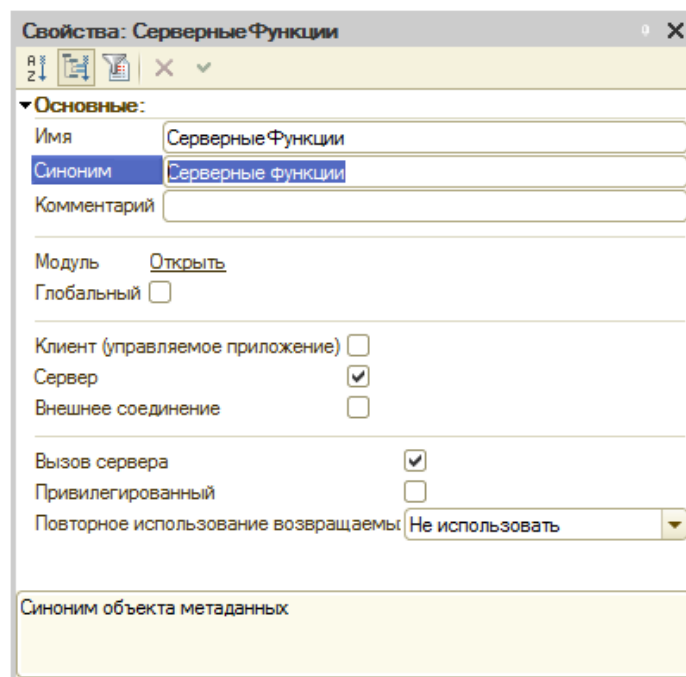 Свойства: СерверныеФункции
Основные:
Имя СерверныеФункции
Синоним Серверные функции
Комментарий
Модуль Открыть
Глобальный
Клиент (управляемое приложение)
Сервер
Внешнее соединение
Вызов сервера
Привилегированный
Повторное использование возвращаемы Не использовать
Синоним объекта метаданных